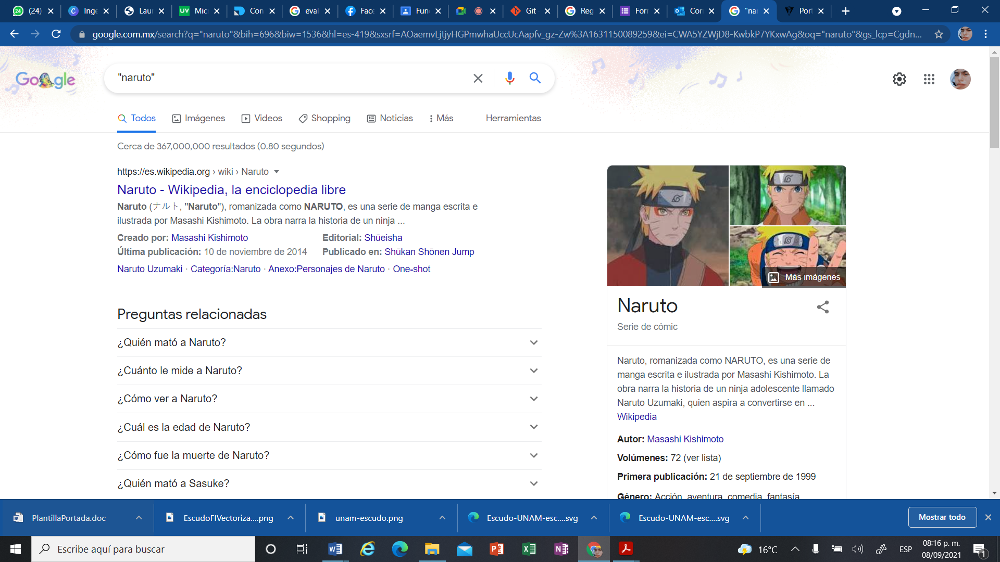 (24)
Inge
Laur
Micr
Con
eval
Face
Fun
Git -
Reg
Forr
Corr
"nar
Port
google.com.mx/search?q="naruto"&bih=696&biw=1536&hl=es-419&sxsrf=AOaemvLjtjyHGPmwhaUccUcAapfv_gz-Zw%3A1631150089259&ei=CWA5YZWjD8-KwbkP7YKxwAg&oq="naruto"&gs_lcp=Cgdn...
Google
"naruto"
Todos
Imágenes
Videos
Shopping
Noticias
Más
Herramientas
Cerca de 367,000,000 resultados (0.80 segundos)
https://es.wikipedia.org › wiki › Naruto
Naruto - Wikipedia, la enciclopedia libre
Naruto (ナルト, "Naruto"), romanizada como NARUTO, es una serie de manga escrita e
ilustrada por Masashi Kishimoto. La obra narra la historia de un ninja ...
Creado por: Masashi Kishimoto
Editorial: Shūeisha
Última publicación: 10 de noviembre de 2014
Publicado en: Shūkan Shōnen Jump
Naruto Uzumaki · Categoría:Naruto · Anexo:Personajes de Naruto · One-shot
Preguntas relacionadas
¿Quién mató a Naruto?
¿Cuánto le mide a Naruto?
¿Cómo ver a Naruto?
¿Cuál es la edad de Naruto?
¿Cómo fue la muerte de Naruto?
¿Quién mató a Sasuke?
Más imágenes
Naruto
Serie de cómic
Naruto, romanizada como NARUTO, es una serie de
manga escrita e ilustrada por Masashi Kishimoto. La
obra narra la historia de un ninja adolescente llamado
Naruto Uzumaki, quien aspira a convertirse en ...
Wikipedia
Autor: Masashi Kishimoto
Volúmenes: 72 (ver lista)
Primera publicación: 21 de septiembre de 1999
Género: Acción, aventura, comedia, fantasía
PlantillaPortada.doc
EscudoFIVectoriza....png
unam-escudo.png
Escudo-UNAM-esc....svg
Escudo-UNAM-esc....svg
Mostrar todo
Escribe aquí para buscar
16°C
ESP
08:16 p. m.
08/09/2021
1